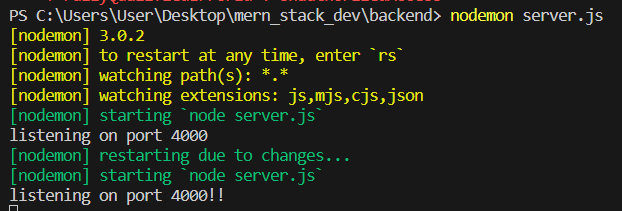 PS C:\Users\User\Desktop\mern_stack_dev\backend> nodemon server.js
[nodemon] 3.0.2
[nodemon] to restart at any time, enter `rs`
[nodemon] watching path(s): *.*
[nodemon] watching extensions: js,mjs,cjs,json
[nodemon] starting `node server.js`
listening on port 4000
[nodemon] restarting due to changes...
[nodemon] starting `node server.js`
listening on port 4000!!